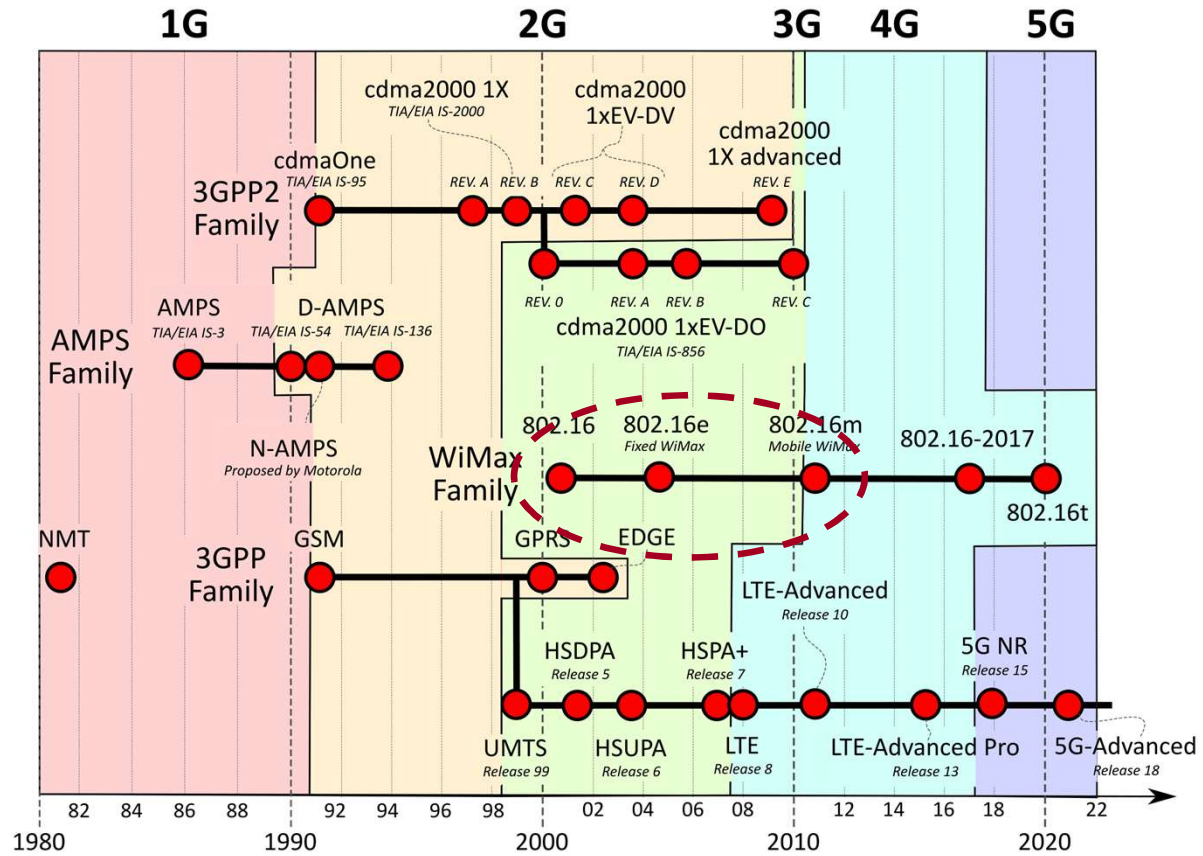 1G 2G 3G 4G 5G
cdma2000 1X
TIA/EIA IS-2000
cdma2000
1xEV-DV
cdma2000
1X advanced
cdmaOne
TIA/EIA IS-95
REV. A REV. B REV. C REV. D REV. E
3GPP2
Family
REV. 0 REV. A REV. B REV. C
cdma2000 1xEV-DO
TIA/EIA IS-856
AMPS
TIA/EIA IS-3
D-AMPS
TIA/EIA IS-54 TIA/EIA IS-136
AMPS
Family
N-AMPS
Proposed by Motorola
802.16
802.16e
Fixed WiMax
802.16m
Mobile WiMax
802.16-2017
802.16t
WiMax
Family
NMT
GSM
GPRS
EDGE
3GPP
Family
LTE-Advanced
Release 10
HSDPA
Release 5
HSPA+
Release 7
5G NR
Release 15
UMTS
Release 99
HSUPA
Release 6
LTE
Release 8
LTE-Advanced Pro
Release 13
5G-Advanced
Release 18
82 84 86 88 92 94 96 98 02 04 06 08 12 14 16 18 22
1980 1990 2000 2010 2020